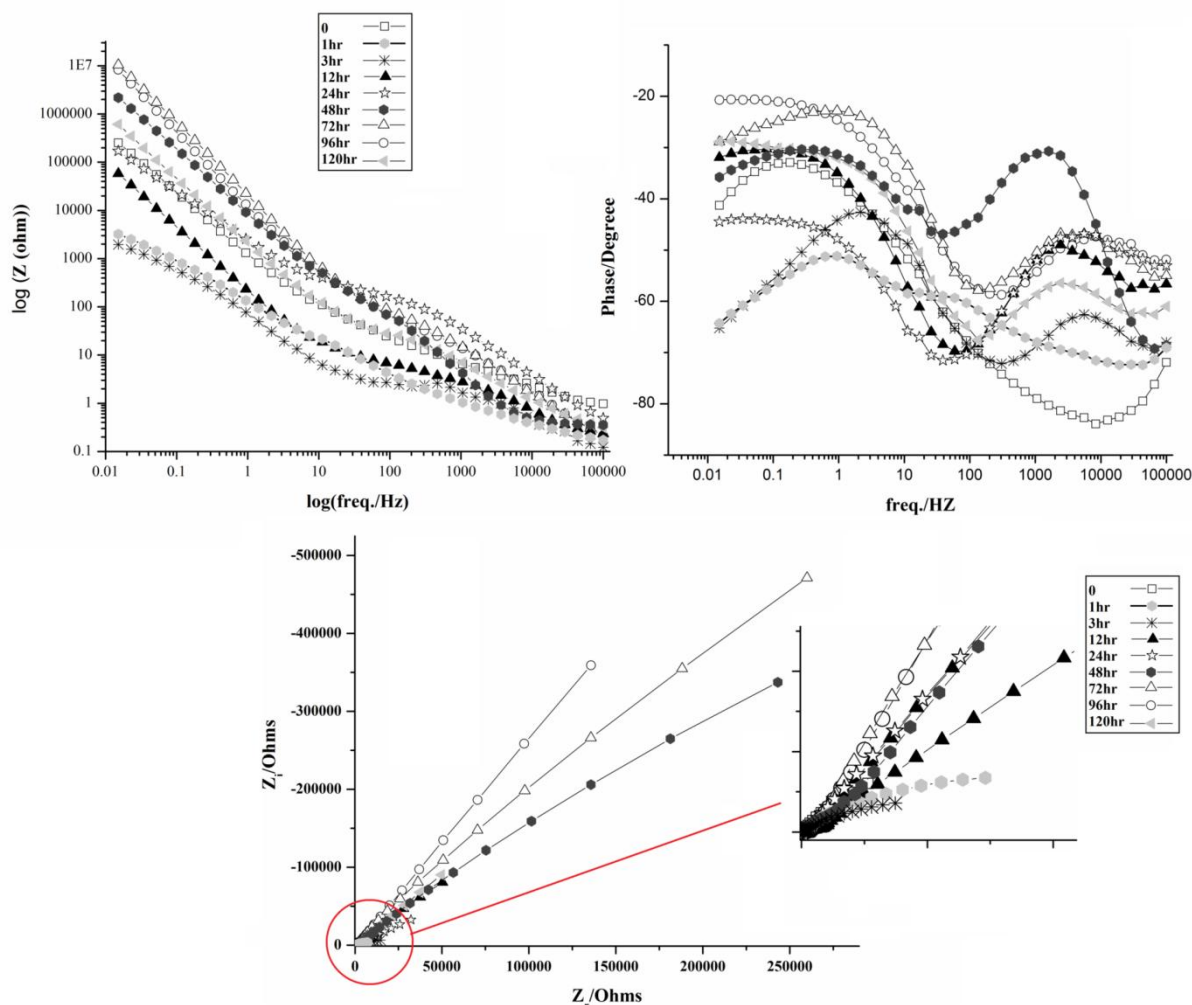 0
1hr
3hr
12hr
24hr
48hr
72hr
96hr
120hr
log (Z (ohm))
1E7
1000000
100000
10000
1000
100
10
1
0.1
0.01 0.1 1 10 100 1000 10000 100000
log(freq./Hz)
Phase/Degreee
-20
-40
-60
-80
0.01 0.1 1 10 100 1000 10000 100000
freq./HZ
Zi/Ohms
-500000
-400000
-300000
-200000
-100000
0
0 50000 100000 150000 200000 250000
/Ohms
0
1hr
3hr
12hr
24hr
48hr
72hr
96hr
120hr